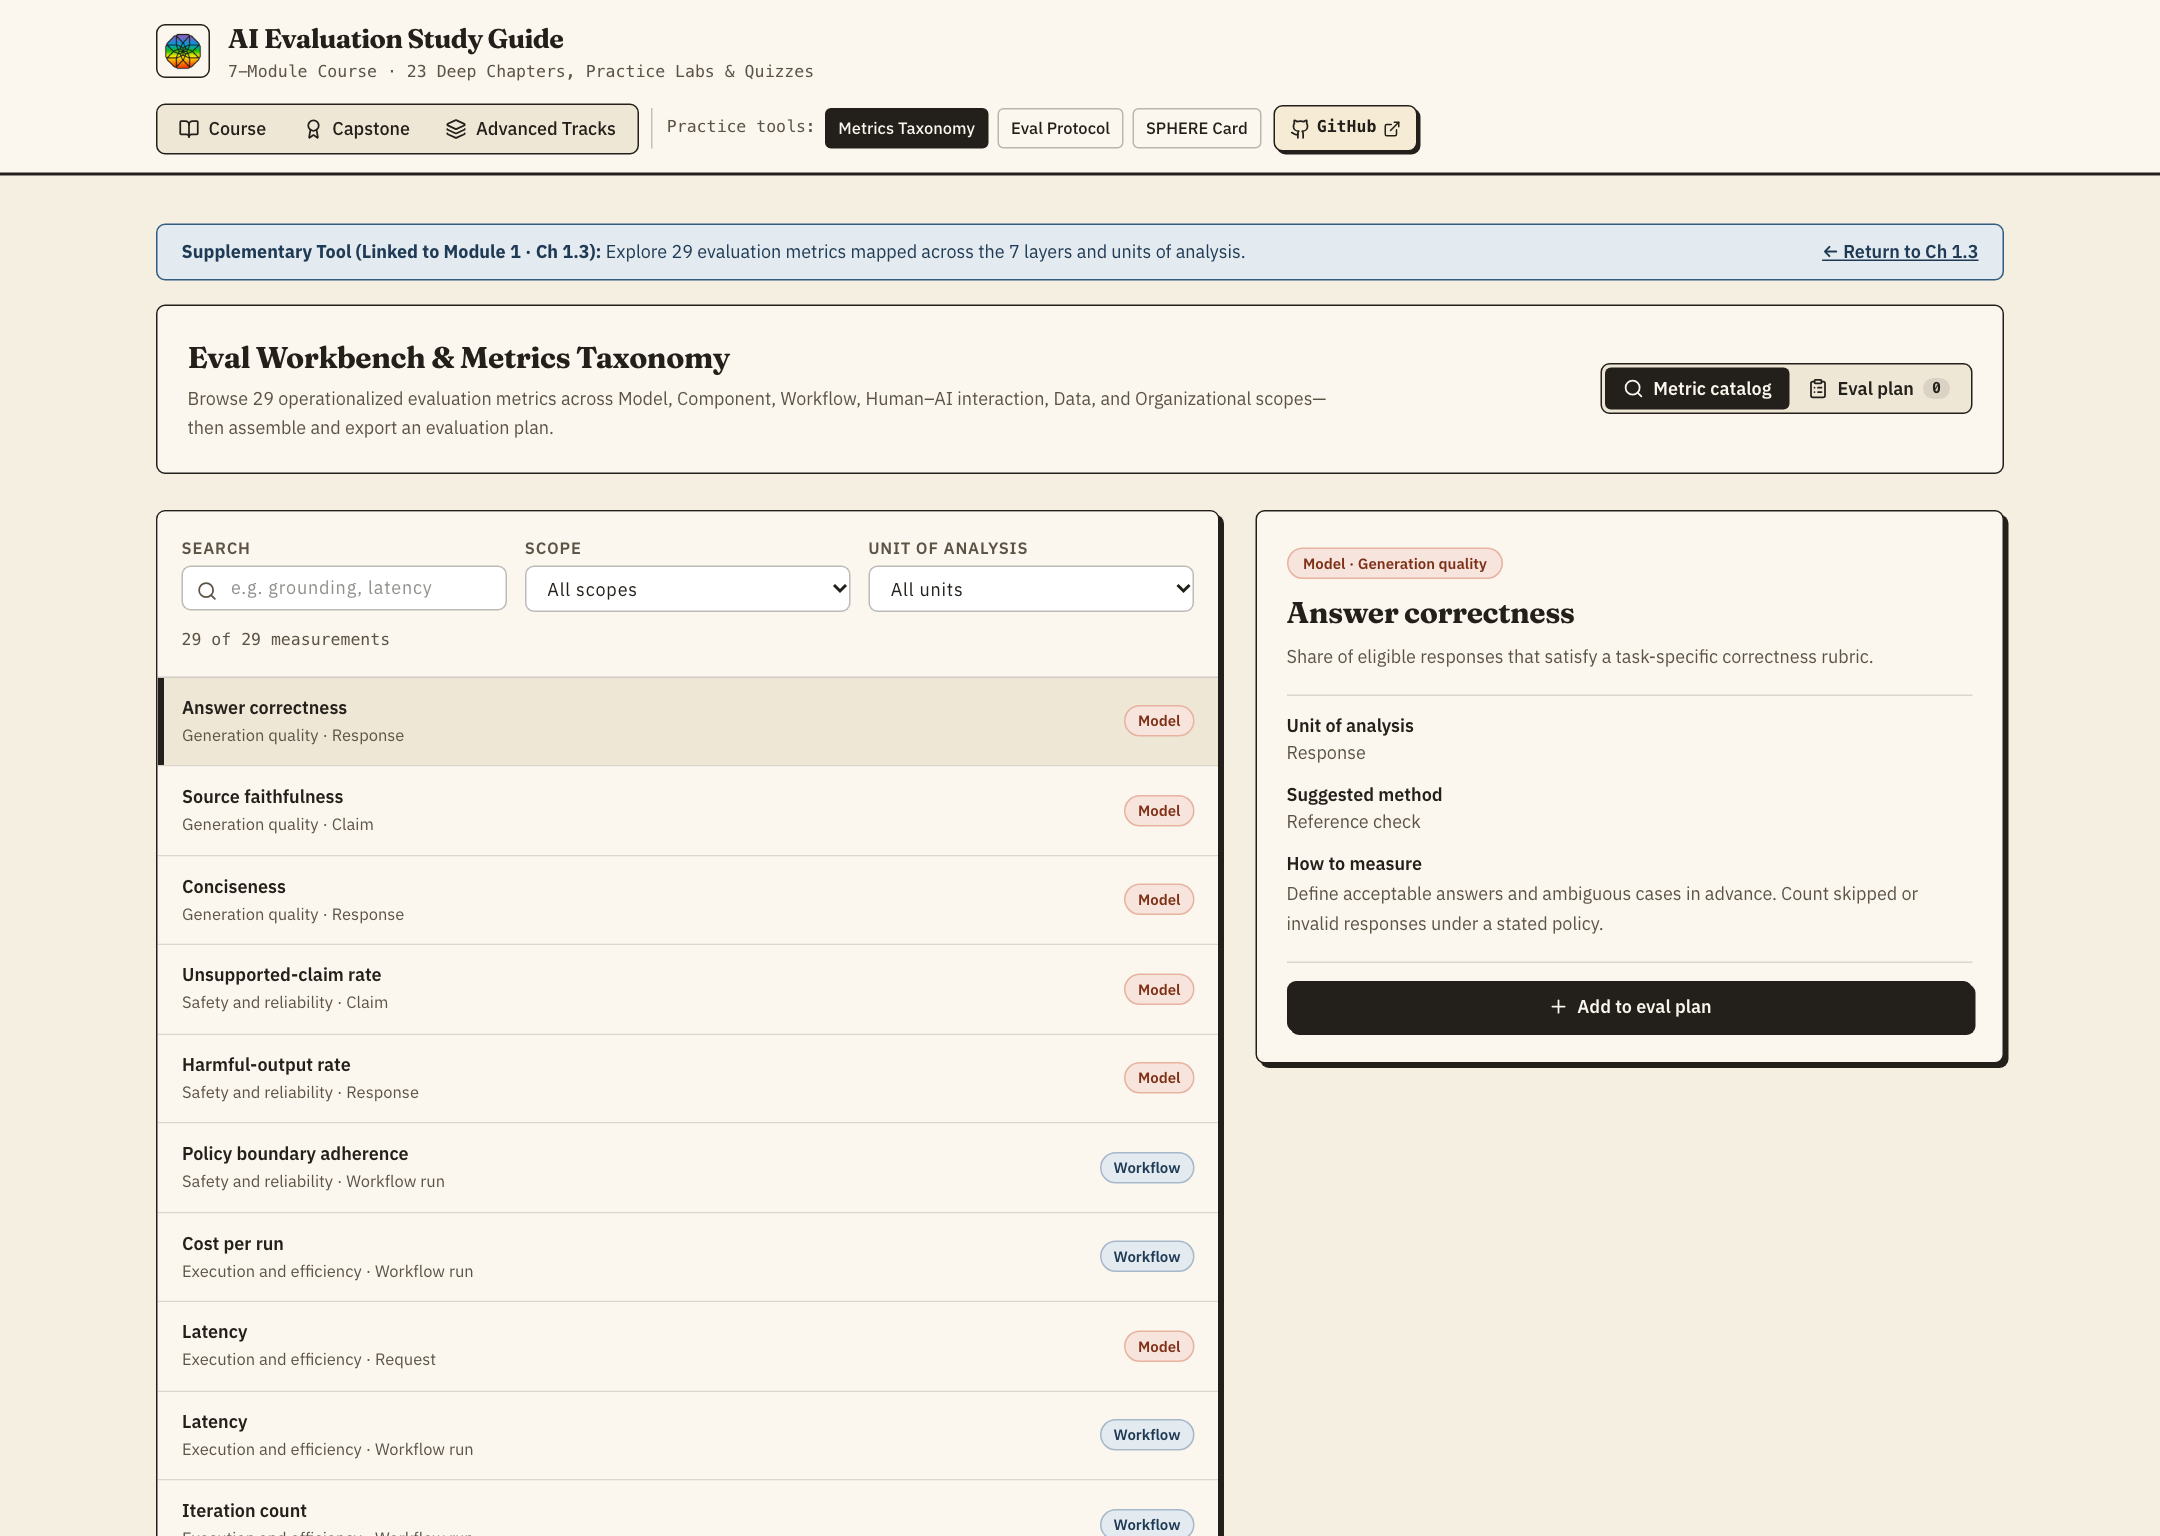 AI Evaluation Study Guide
7–Module Course · 23 Deep Chapters, Practice Labs & Quizzes
Course
Capstone
Advanced Tracks
Practice tools:
Metrics Taxonomy
Eval Protocol
SPHERE Card
GitHub
Supplementary Tool (Linked to Module 1 · Ch 1.3): Explore 29 evaluation metrics mapped across the 7 layers and units of analysis.
← Return to Ch 1.3
Eval Workbench & Metrics Taxonomy
Browse 29 operationalized evaluation metrics across Model, Component, Workflow, Human–AI interaction, Data, and Organizational scopes—
then assemble and export an evaluation plan.
Metric catalog
Eval plan 0
SEARCH
e.g. grounding, latency
SCOPE
All scopes
UNIT OF ANALYSIS
All units
29 of 29 measurements
Answer correctness
Generation quality · Response
Model
Source faithfulness
Generation quality · Claim
Model
Conciseness
Generation quality · Response
Model
Unsupported-claim rate
Safety and reliability · Claim
Model
Harmful-output rate
Safety and reliability · Response
Model
Policy boundary adherence
Safety and reliability · Workflow run
Workflow
Cost per run
Execution and efficiency · Workflow run
Workflow
Latency
Execution and efficiency · Request
Model
Latency
Execution and efficiency · Workflow run
Workflow
Iteration count
Execution and efficiency · Workflow run
Workflow
Model · Generation quality
Answer correctness
Share of eligible responses that satisfy a task-specific correctness rubric.
Unit of analysis
Response
Suggested method
Reference check
How to measure
Define acceptable answers and ambiguous cases in advance. Count skipped or
invalid responses under a stated policy.
Add to eval plan